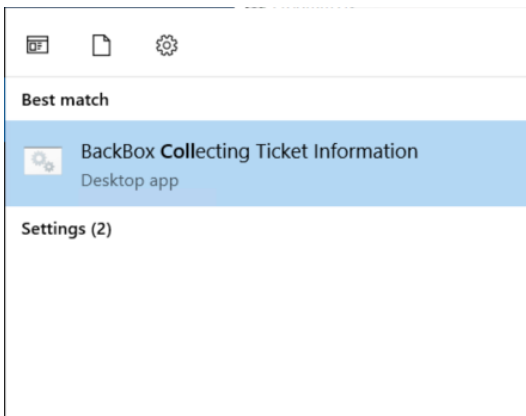 Best match
BackBox Collecting Ticket Information
Desktop app
Settings (2)